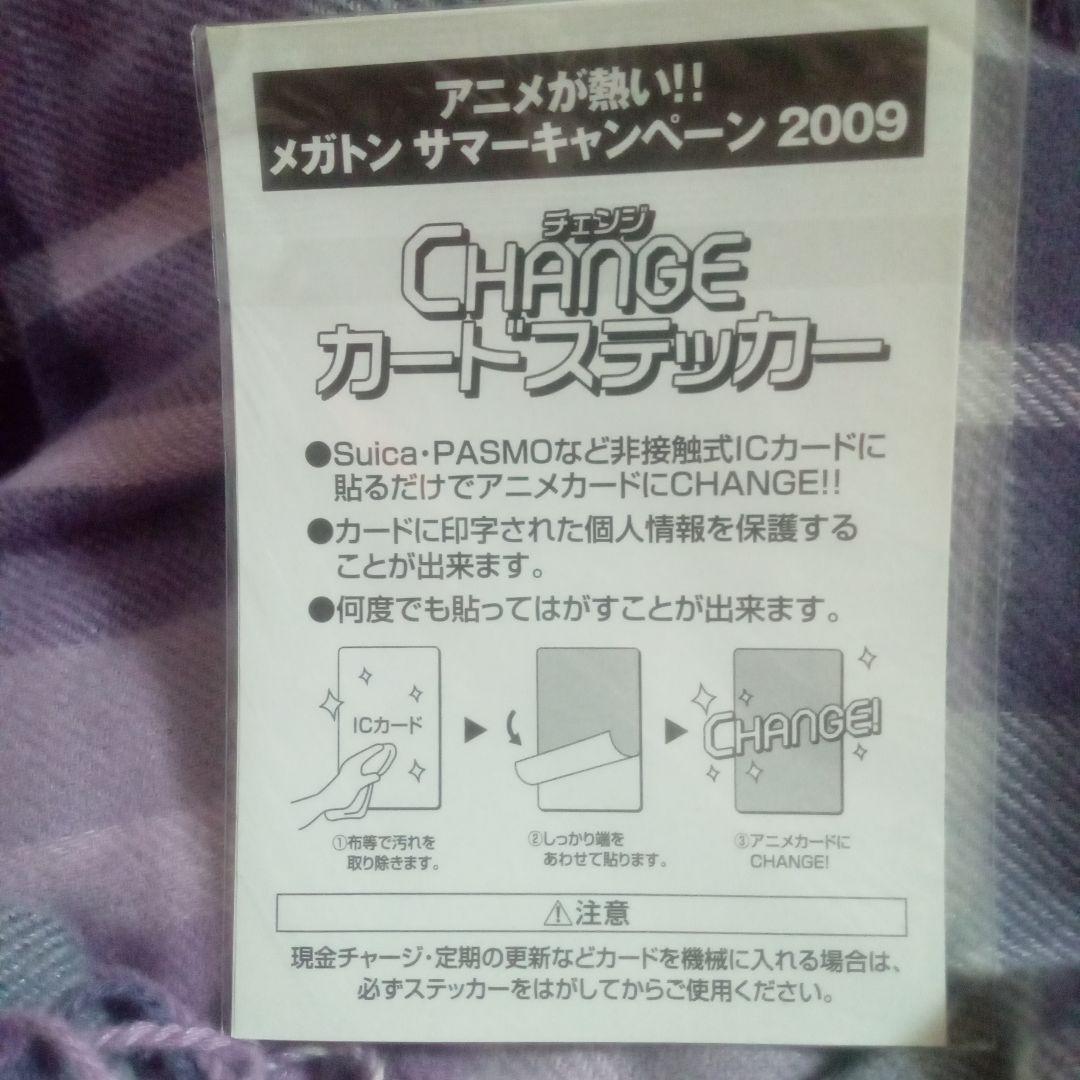 アニメが熱い!!
メガトン サマーキャンペーン 2009
チェンジ
CHANGE
カードステッカー
●Suica・PASMOなど非接触式ICカードに
貼るだけでアニメカードにCHANGE!!
●カードに印字された個人情報を保護する
ことが出来ます。
●何度でも貼ってはがすことが出来ます。
ICカード
CHANGE!
①布等で汚れを
取り除きます。
②しっかり端を
あわせて貼ります。
③アニメカードに
CHANGE!
⚠注意
現金チャージ・定期の更新などカードを機械に入れる場合は、
必ずステッカーをはがしてからご使用ください。